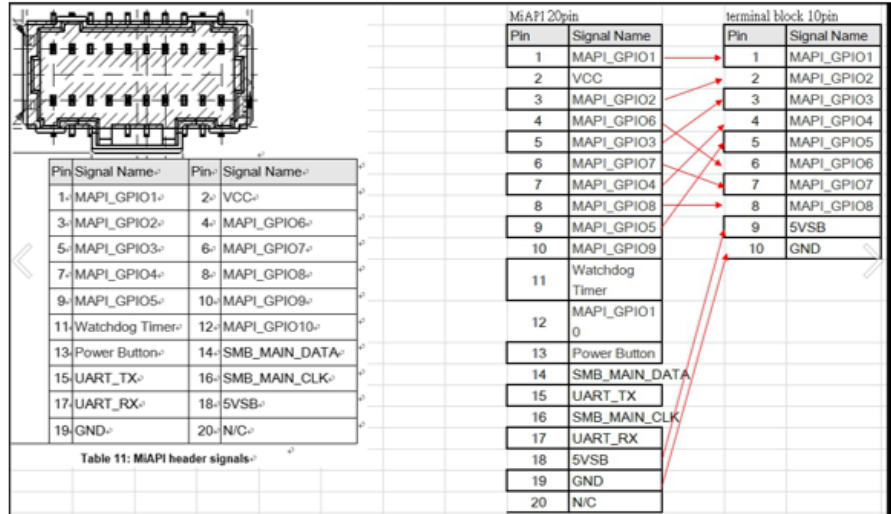 Pin Signal Name Pin Signal Name
1 MAPI_GPIO1 2 VCC
3 MAPI_GPIO2 4 MAPI_GPIO6
5 MAPI_GPIO3 6 MAPI_GPIO7
7 MAPI_GPIO4 8 MAPI_GPIO8
9 MAPI_GPIO5 10 MAPI_GPIO9
11 Watchdog Timer 12 MAPI_GPIO10
13 Power Button 14 SMB_MAIN_DATA
15 UART_TX 16 SMB_MAIN_CLK
17 UART_RX 18 5VSB
19 GND 20 N/C
Table 11: MiAPI header signals
MiAPI 20pin
Pin Signal Name
1 MAPI_GPIO1
2 VCC
3 MAPI_GPIO2
4 MAPI_GPIO6
5 MAPI_GPIO3
6 MAPI_GPIO7
7 MAPI_GPIO4
8 MAPI_GPIO8
9 MAPI_GPIO5
10 MAPI_GPIO9
11 Watchdog
Timer
12 MAPI_GPIO1
0
13 Power Button
14 SMB_MAIN_DATA
15 UART_TX
16 SMB_MAIN_CLK
17 UART_RX
18 5VSB
19 GND
20 N/C
terminal block 10pin
Pin Signal Name
1 MAPI_GPIO1
2 MAPI_GPIO2
3 MAPI_GPIO3
4 MAPI_GPIO4
5 MAPI_GPIO5
6 MAPI_GPIO6
7 MAPI_GPIO7
8 MAPI_GPIO8
9 5VSB
10 GND